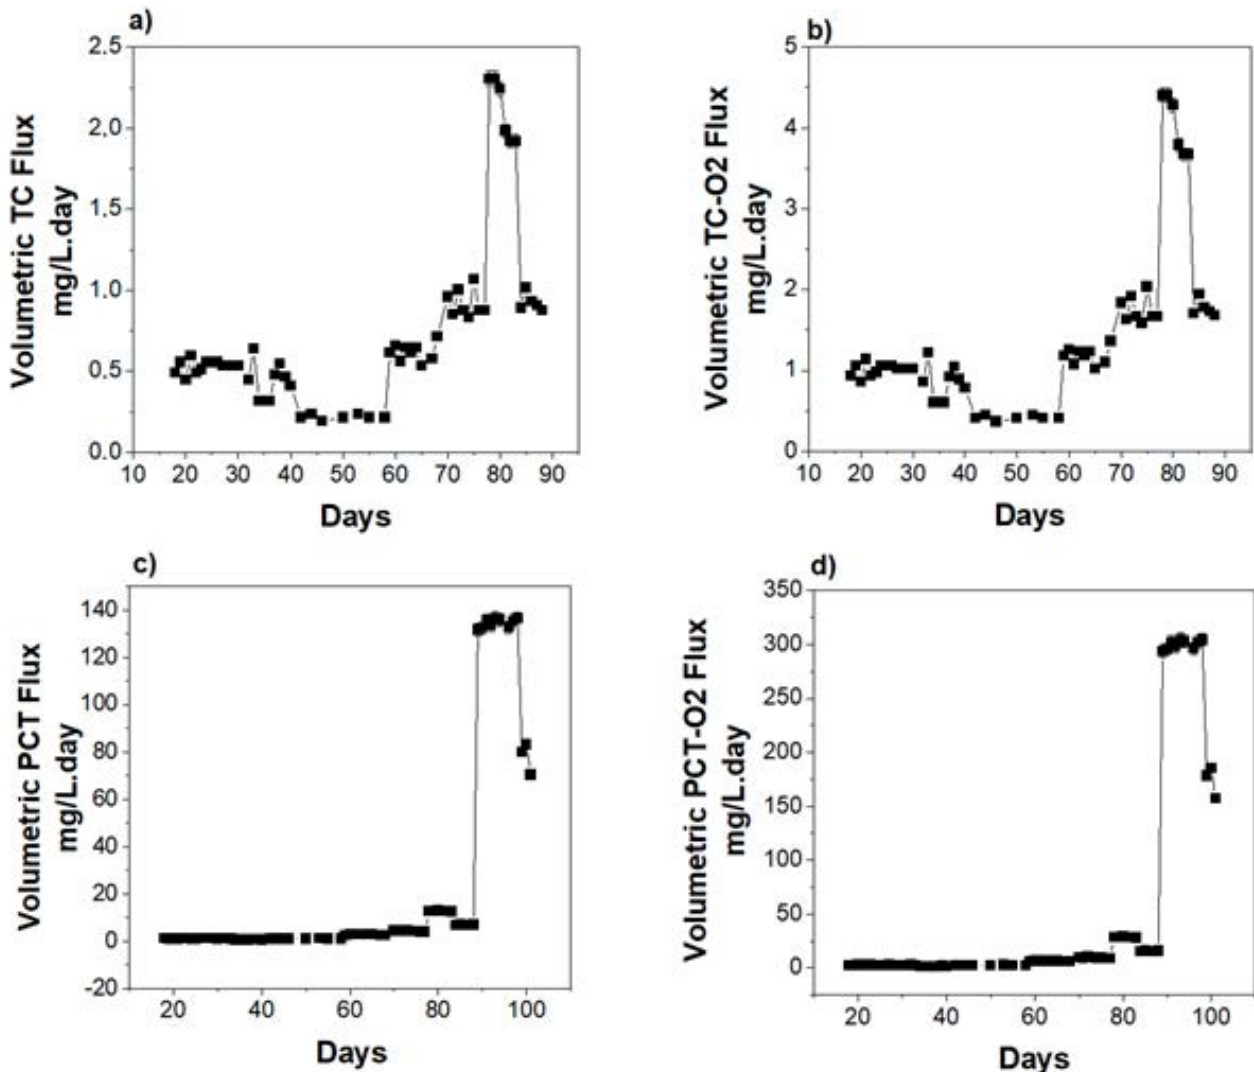 a)
Volumetric TC Flux
mg/L.day
2.5
2.0
1.5
1.0
0.5
0.0
10 20 30 40 50 60 70 80 90
Days
b)
Volumetric TC-O2 Flux
mg/L.day
5
4
3
2
1
0
10 20 30 40 50 60 70 80 90
Days
c)
Volumetric PCT Flux
mg/L.day
140
120
100
80
60
40
20
0
-20
20 40 60 80 100
Days
d)
Volumetric PCT-O2 Flux
mg/L.day
350
300
250
200
150
100
50
0
20 40 60 80 100
Days